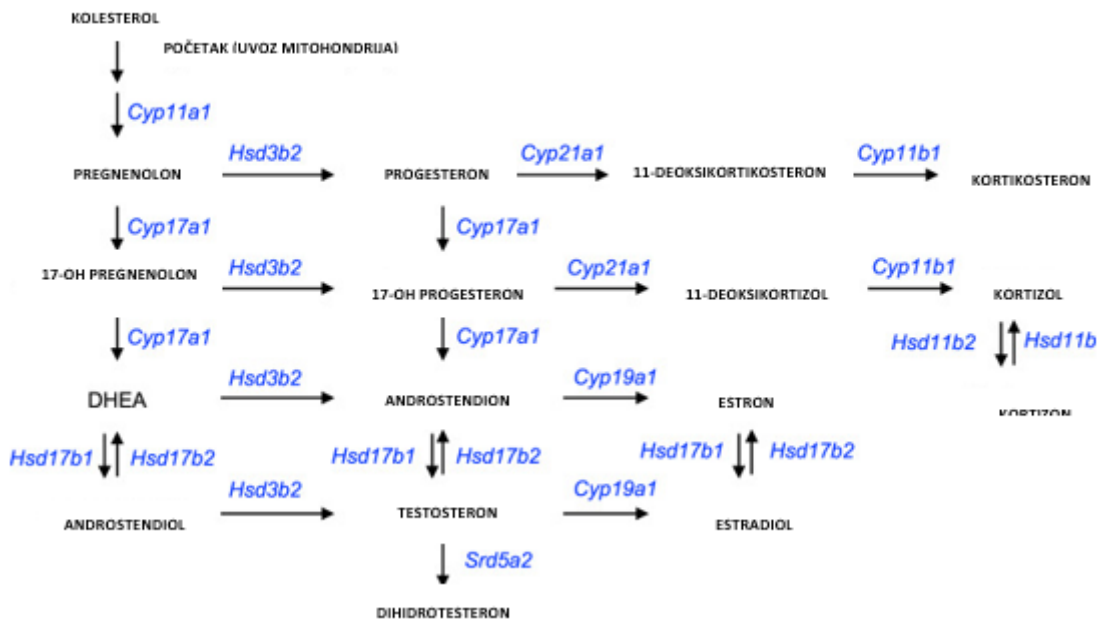 KOLESTEROL
POČETAK (UVOZ MITOHONDRIJA)
Cyp11a1
Hsd3b2 Cyp21a1 Cyp11b1
PREGNENOLON PROGESTERON 11-DEOKSIKORTIKOSTERON KORTIKOSTERON
Cyp17a1 Cyp17a1
17-OH PREGNENOLON Hsd3b2 Cyp21a1 Cyp11b1
17-OH PROGESTERON 11-DEOKSIKORTIZOL KORTIZOL
Cyp17a1 Cyp17a1 Hsd11b2 Hsd11b
Hsd3b2 Cyp19a1
DHEA ANDROSTENDION ESTRON KORTIZON
Hsd17b1 Hsd17b2 Hsd17b1 Hsd17b2 Hsd17b1 Hsd17b2
Hsd3b2 Cyp19a1
ANDROSTENDIOL TESTOSTERON ESTRADIOL
Srd5a2
DIHIDROTESTERON